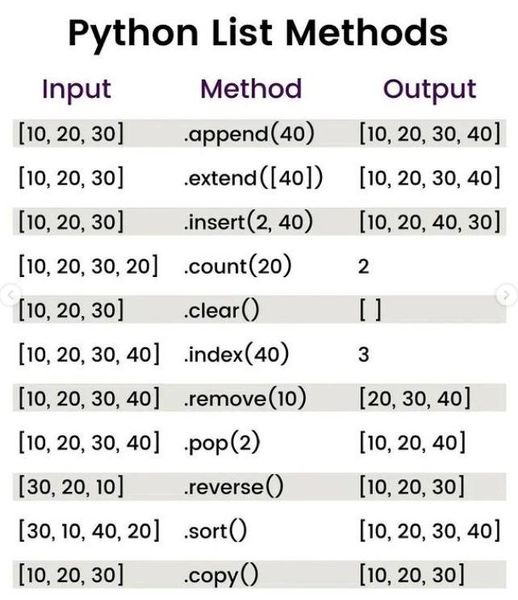 Python List Methods
Input Method Output
[10, 20, 30] .append(40) [10, 20, 30, 40]
[10, 20, 30] .extend([40]) [10, 20, 30, 40]
[10, 20, 30] .insert(2, 40) [10, 20, 40, 30]
[10, 20, 30, 20] .count(20) 2
[10, 20, 30] .clear() [ ]
[10, 20, 30, 40] .index(40) 3
[10, 20, 30, 40] .remove(10) [20, 30, 40]
[10, 20, 30, 40] .pop(2) [10, 20, 40]
[30, 20, 10] .reverse() [10, 20, 30]
[30, 10, 40, 20] .sort() [10, 20, 30, 40]
[10, 20, 30] .copy() [10, 20, 30]